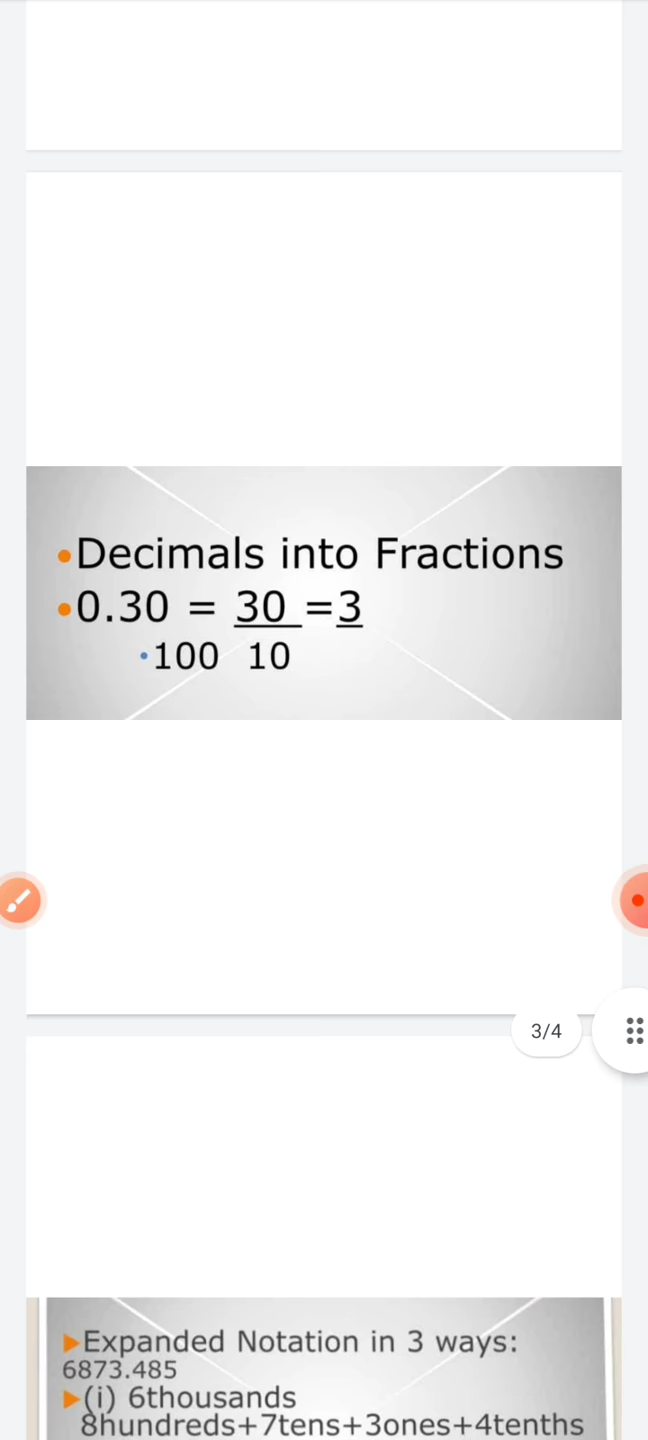 •Decimals into Fractions
•0.30 = 30 =3
•100 10
3/4
Expanded Notation in 3 ways:
6873.485
(i) 6thousands
8hundreds+7tens+3ones+4tenths